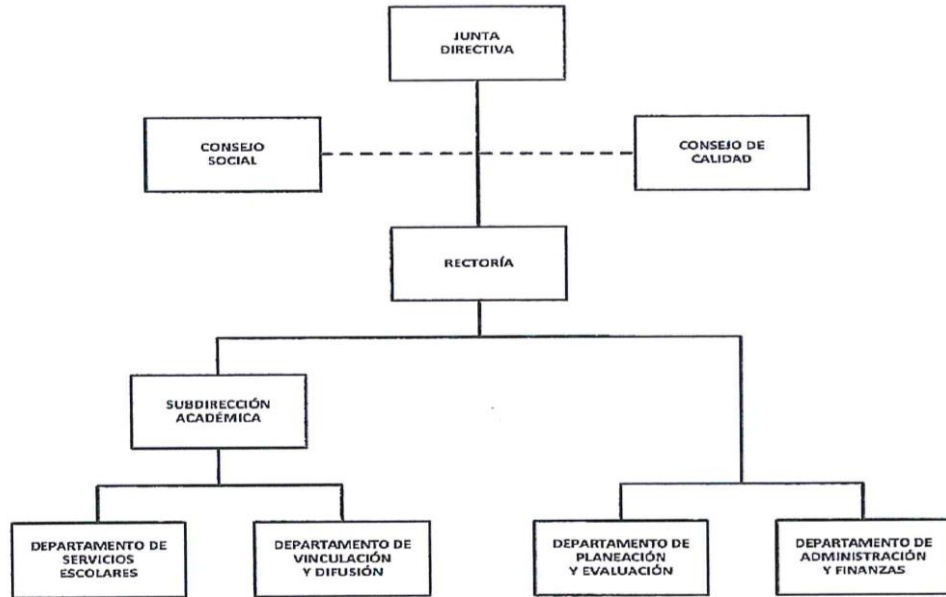 JUNTA
DIRECTIVA
CONSEJO
SOCIAL
CONSEJO DE
CALIDAD
RECTORÍA
SUBDIRECCIÓN
ACADÉMICA
DEPARTAMENTO DE
SERVICIOS
ESCOLARES
DEPARTAMENTO DE
VINCULACIÓN
Y DIFUSIÓN
DEPARTAMENTO DE
PLANEACIÓN
Y EVALUACIÓN
DEPARTAMENTO DE
ADMINISTRACIÓN
Y FINANZAS